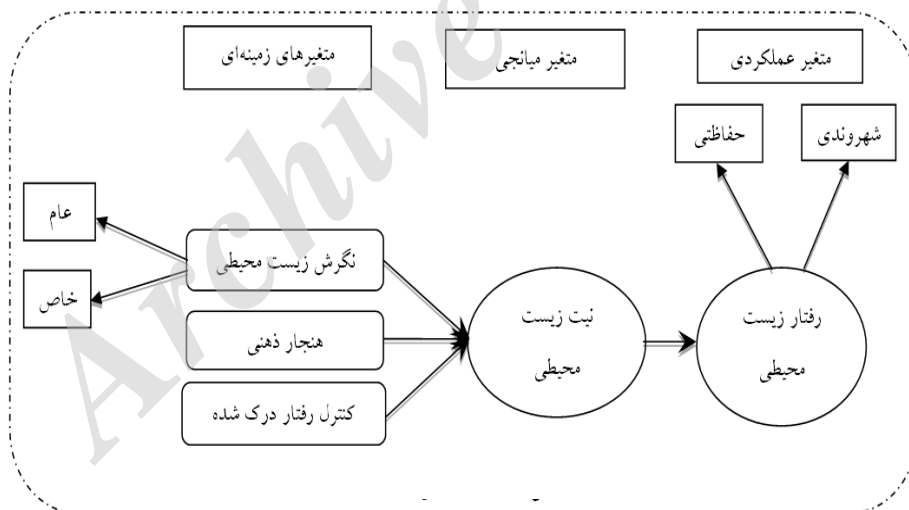 متغیر عملکردی
متغیر میانجی
متغیرهای زمینه‌ای
شهروندی
حفاظتی
عام
خاص
نگرش زیست محیطی
هنجار ذهنی
کنترل رفتار درک شده
نیت زیست
محیطی
رفتار زیست
محیطی
Archive